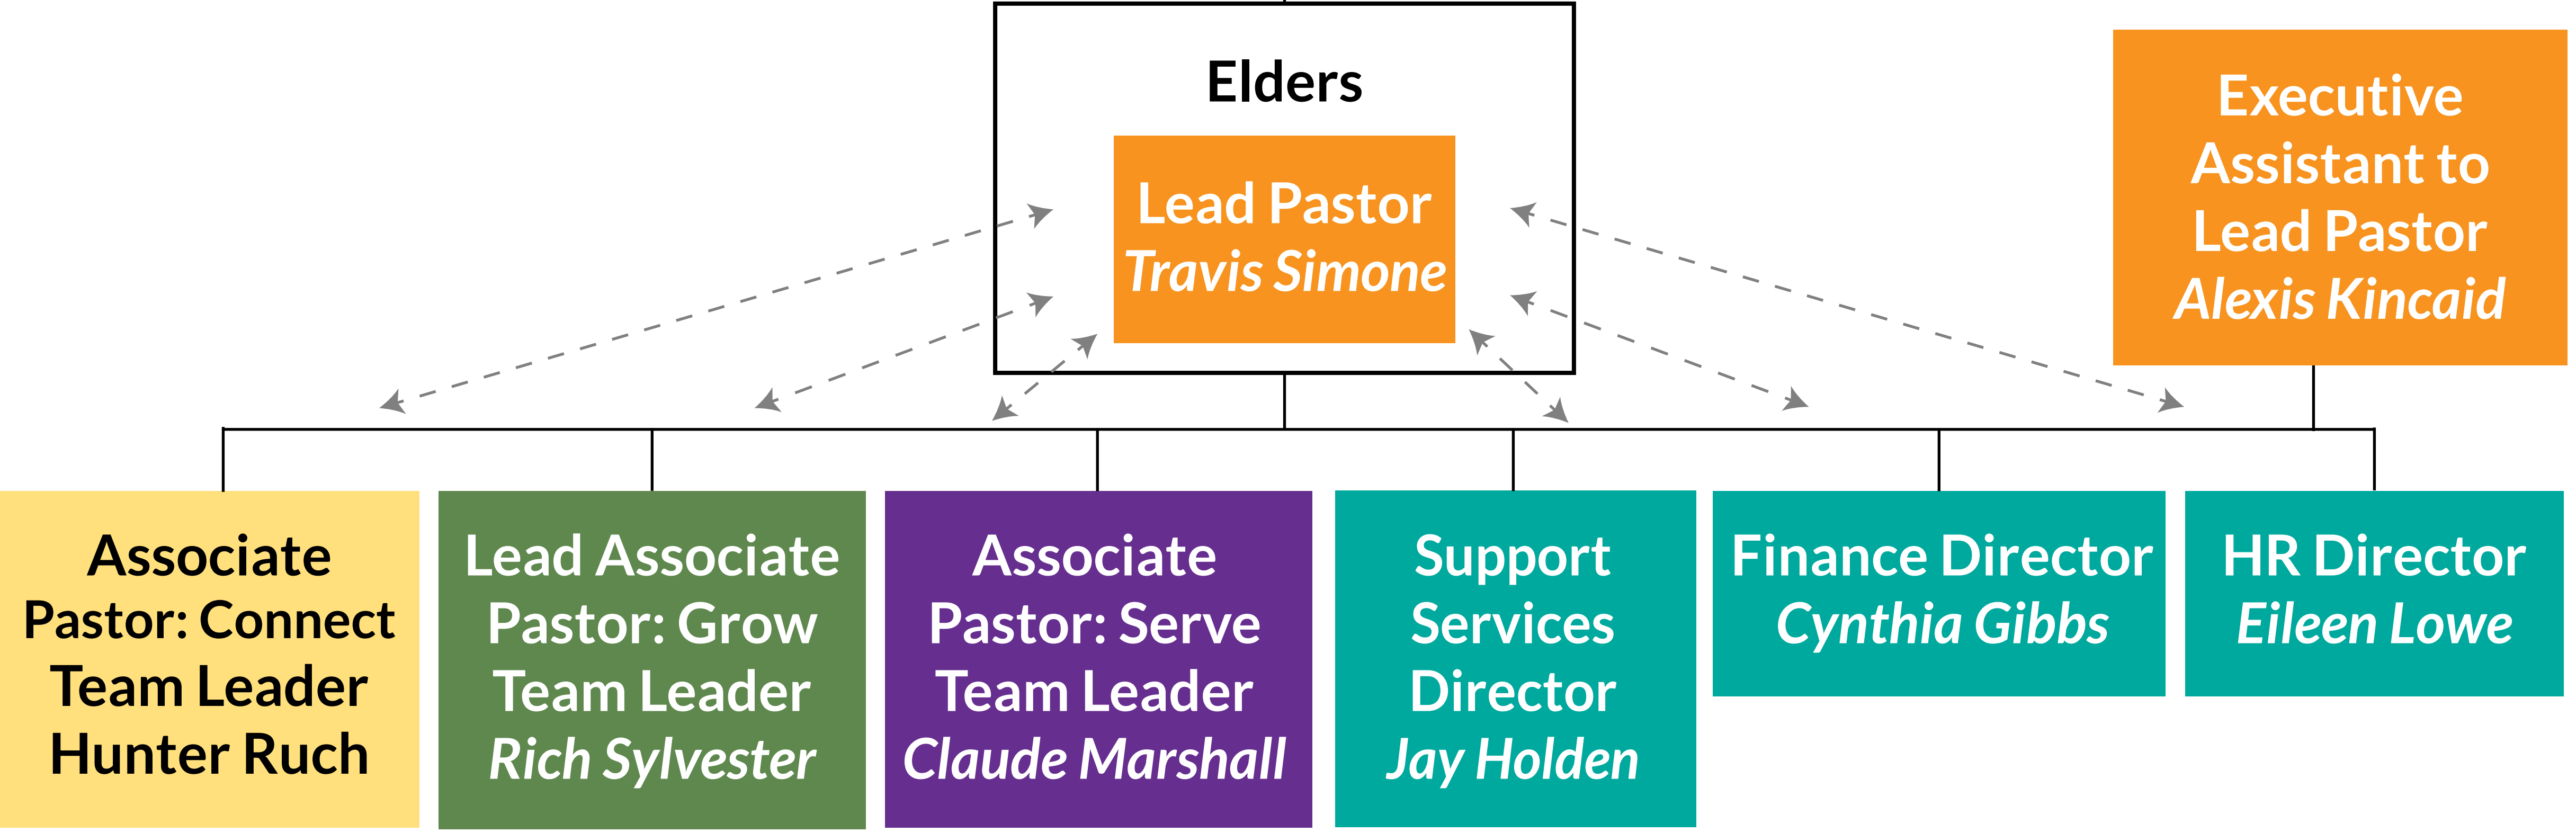 Elders
Lead Pastor
Travis Simone
Executive
Assistant to
Lead Pastor
Alexis Kincaid
Associate
Pastor: Connect
Team Leader
Hunter Ruch
Lead Associate
Pastor: Grow
Team Leader
Rich Sylvester
Associate
Pastor: Serve
Team Leader
Claude Marshall
Support
Services
Director
Jay Holden
Finance Director
Cynthia Gibbs
HR Director
Eileen Lowe